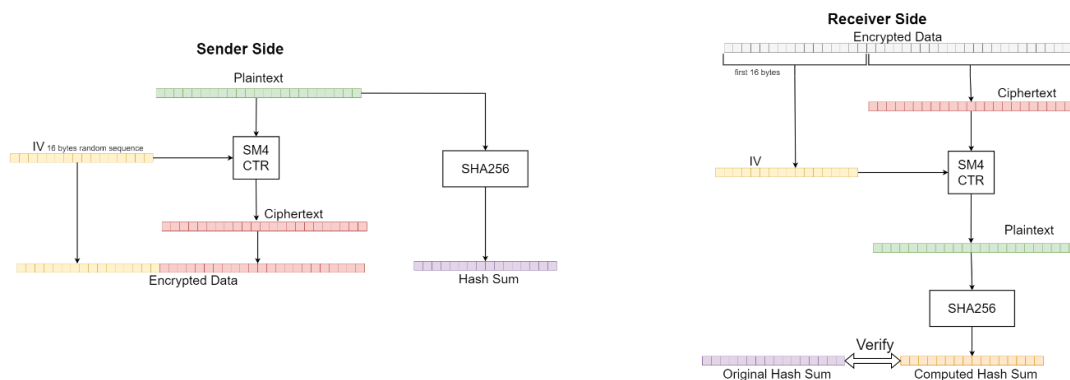 Sender Side
Plaintext
IV 16 bytes random sequence
SM4
CTR
SHA256
Ciphertext
Encrypted Data
Hash Sum
Receiver Side
Encrypted Data
first 16 bytes
Ciphertext
IV
SM4
CTR
Plaintext
SHA256
Verify
Original Hash Sum
Computed Hash Sum